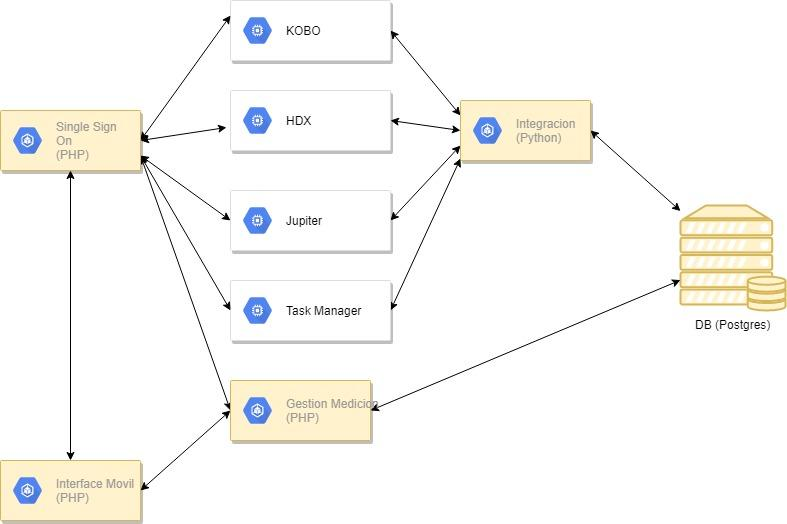 KOBO
Single Sign
On
(PHP)
HDX
Integracion
(Python)
Jupiter
Task Manager
DB (Postgres)
Gestion Medicion
(PHP)
Interface Movil
(PHP)